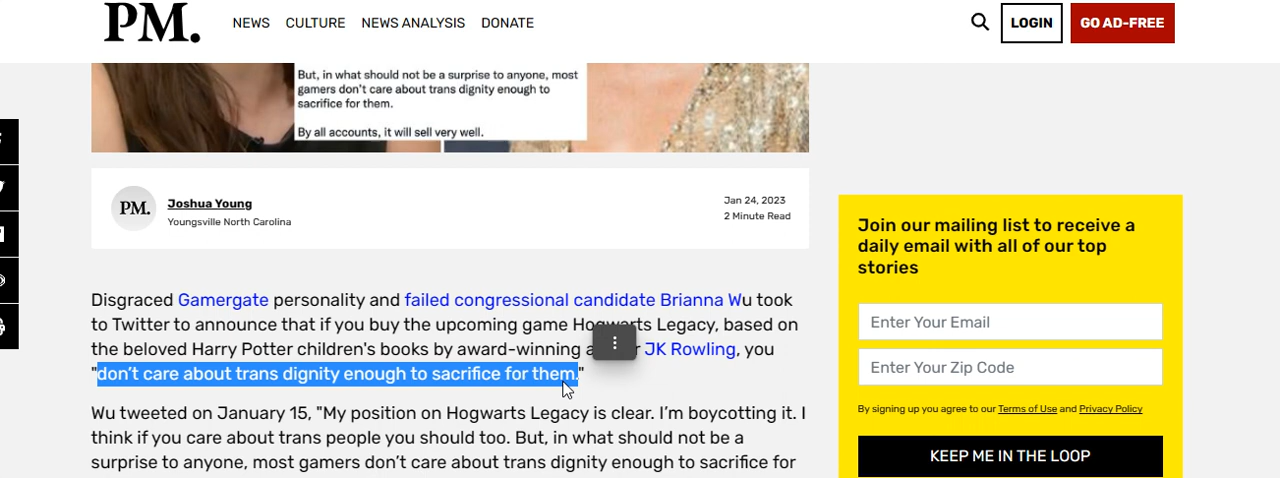 PM. NEWS CULTURE NEWS ANALYSIS DONATE LOGIN GO AD-FREE
But, in what should not be a surprise to anyone, most
gamers don't care about trans dignity enough to
sacrifice for them.
By all accounts, it will sell very well.
PM.
Joshua Young
Youngsville North Carolina
Jan 24, 2023
2 Minute Read
Disgraced Gamergate personality and failed congressional candidate Brianna Wu took
to Twitter to announce that if you buy the upcoming game Hogwarts Legacy, based on
the beloved Harry Potter children's books by award-winning JK Rowling, you
"don't care about trans dignity enough to sacrifice for them."
Wu tweeted on January 15, "My position on Hogwarts Legacy is clear. I'm boycotting it. I
think if you care about trans people you should too. But, in what should not be a
surprise to anyone, most gamers don't care about trans dignity enough to sacrifice for
Join our mailing list to receive a
daily email with all of our top
stories
Enter Your Email
Enter Your Zip Code
By signing up you agree to our Terms of Use and Privacy Policy
KEEP ME IN THE LOOP